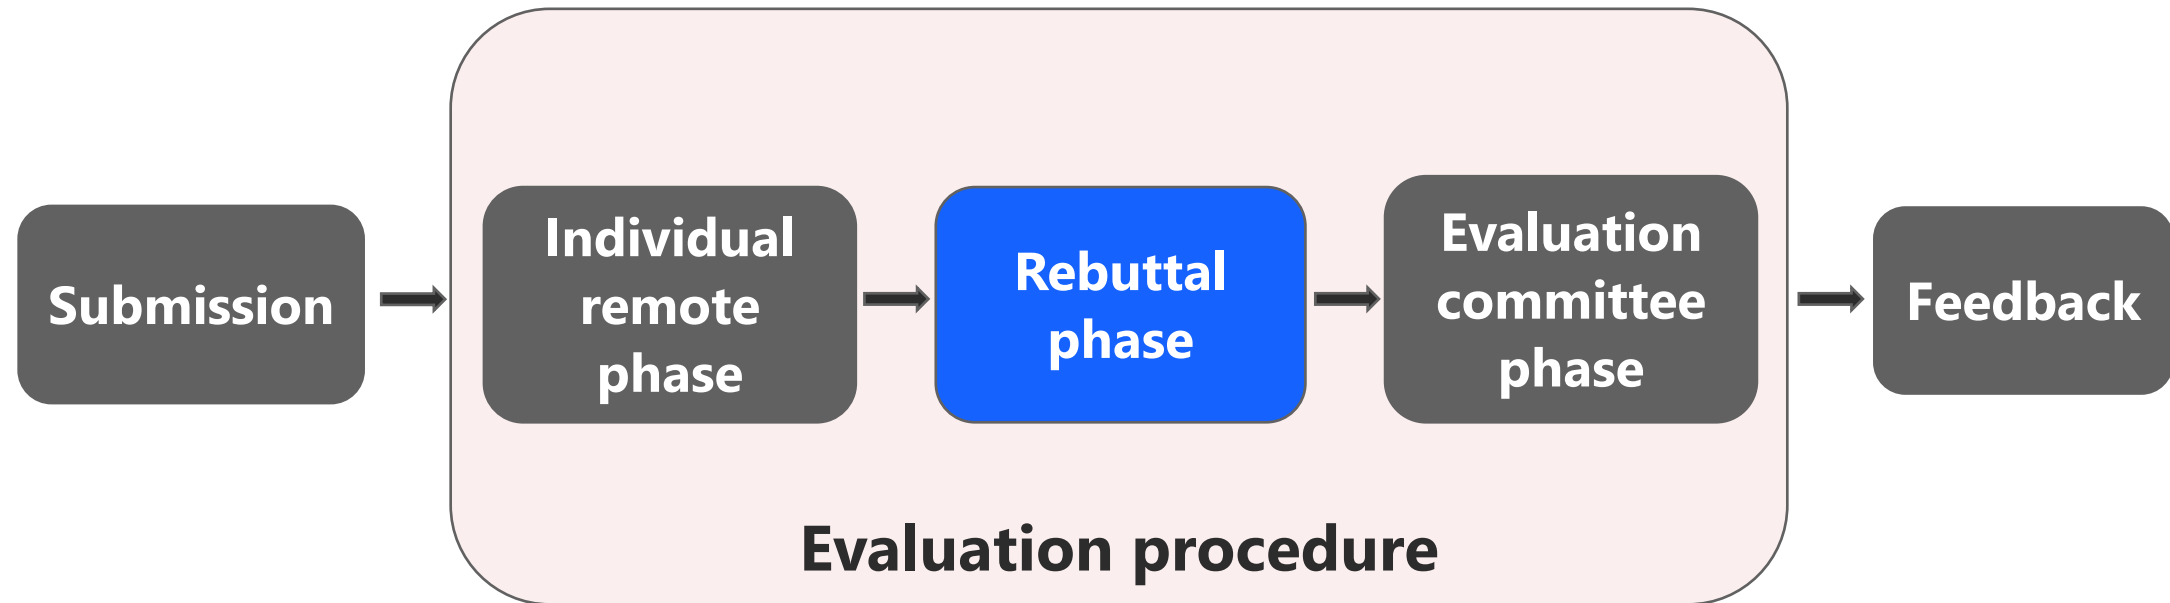 Submission
Individual
remote
phase
Rebuttal
phase
Evaluation
committee
phase
Feedback
Evaluation procedure